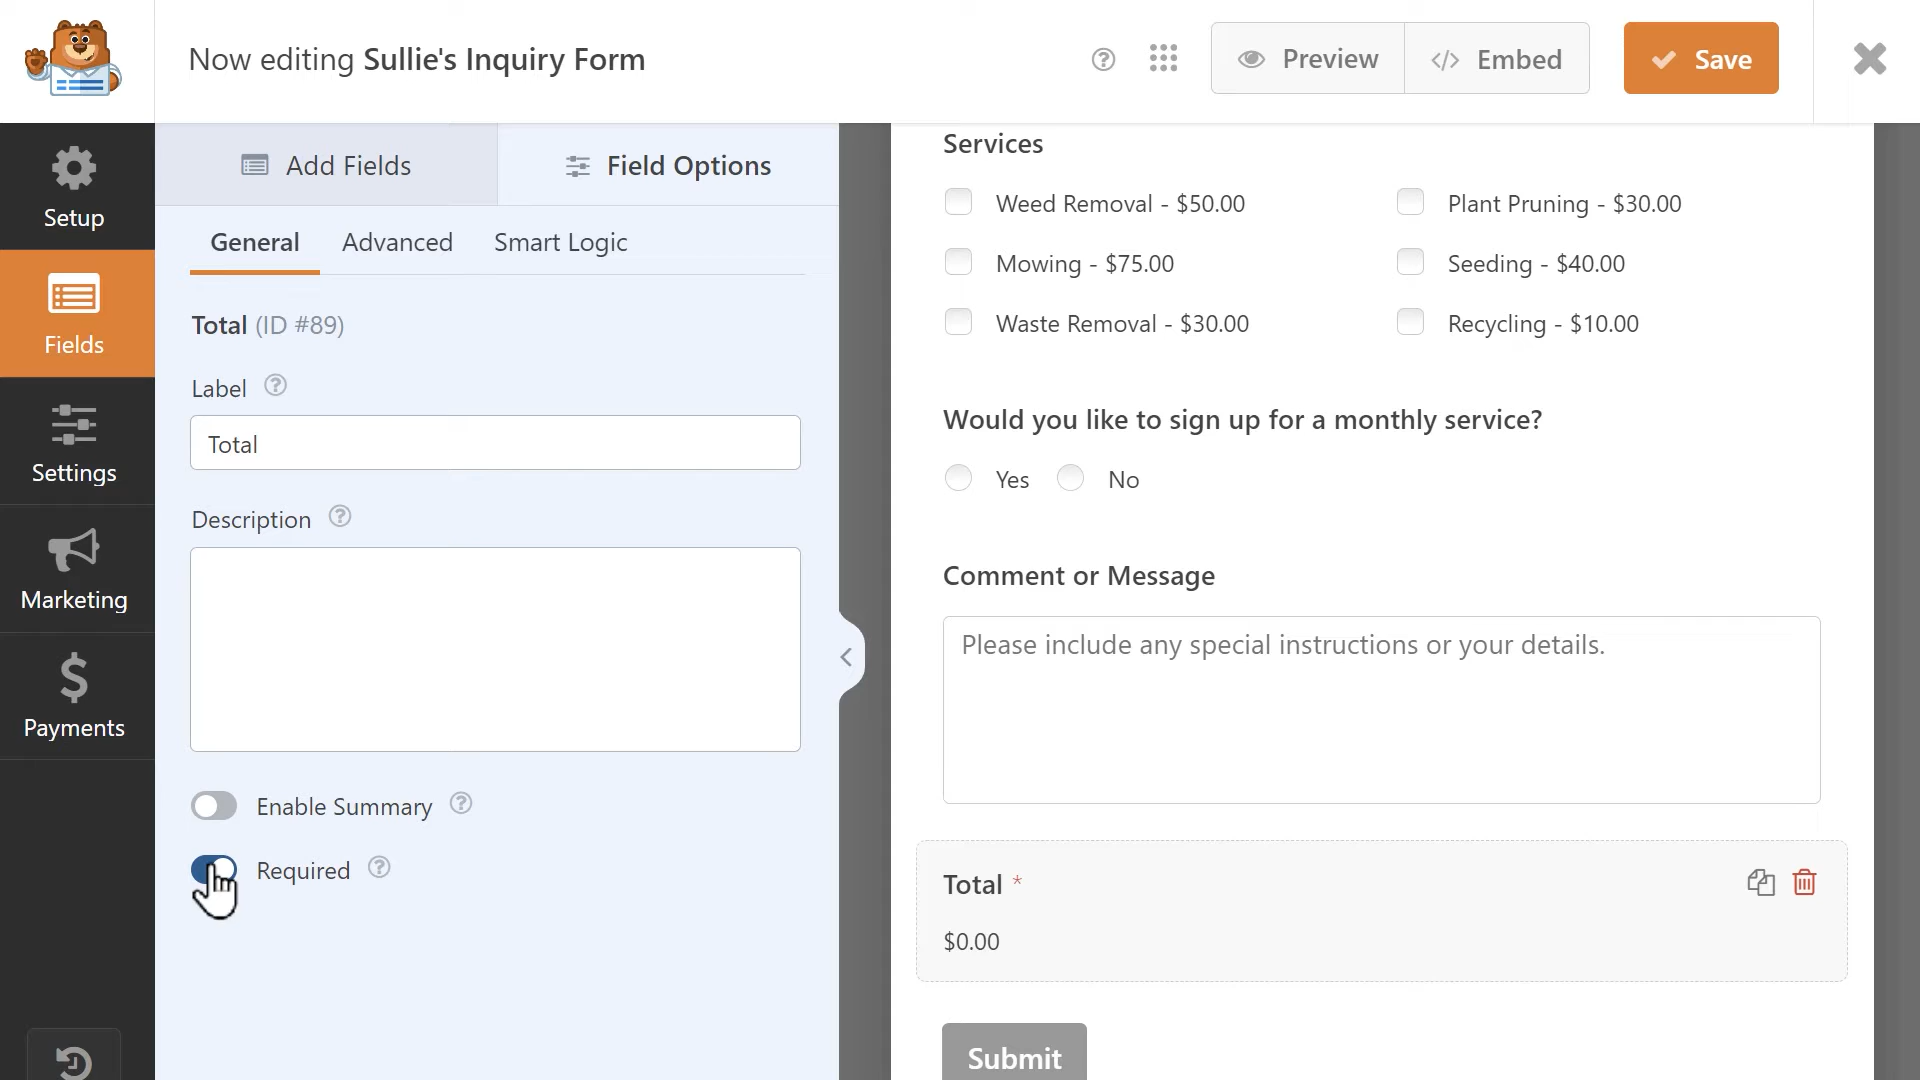 Now editing Sullie's Inquiry Form
Preview
Embed
Save
Setup
Fields
Settings
Marketing
Payments
Add Fields
Field Options
General
Advanced
Smart Logic
Total (ID #89)
Label
Total
Description
Enable Summary
Required
Services
Weed Removal - $50.00
Plant Pruning - $30.00
Mowing - $75.00
Seeding - $40.00
Waste Removal - $30.00
Recycling - $10.00
Would you like to sign up for a monthly service?
Yes
No
Comment or Message
Please include any special instructions or your details.
Total *
$0.00
Submit